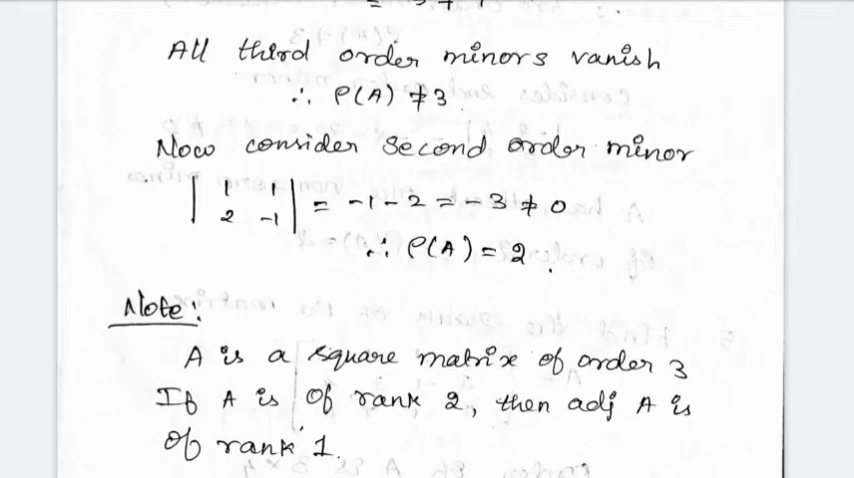 All third order minors vanish
∴ ρ(A) ≠ 3
Now consider second order minor
| 1 1 |
| 2 -1 | = -1 - 2 = -3 ≠ 0
∴ ρ(A) = 2.
Note:
A is a square matrix of order 3
If A is of rank 2, then adj A is
of rank 1.